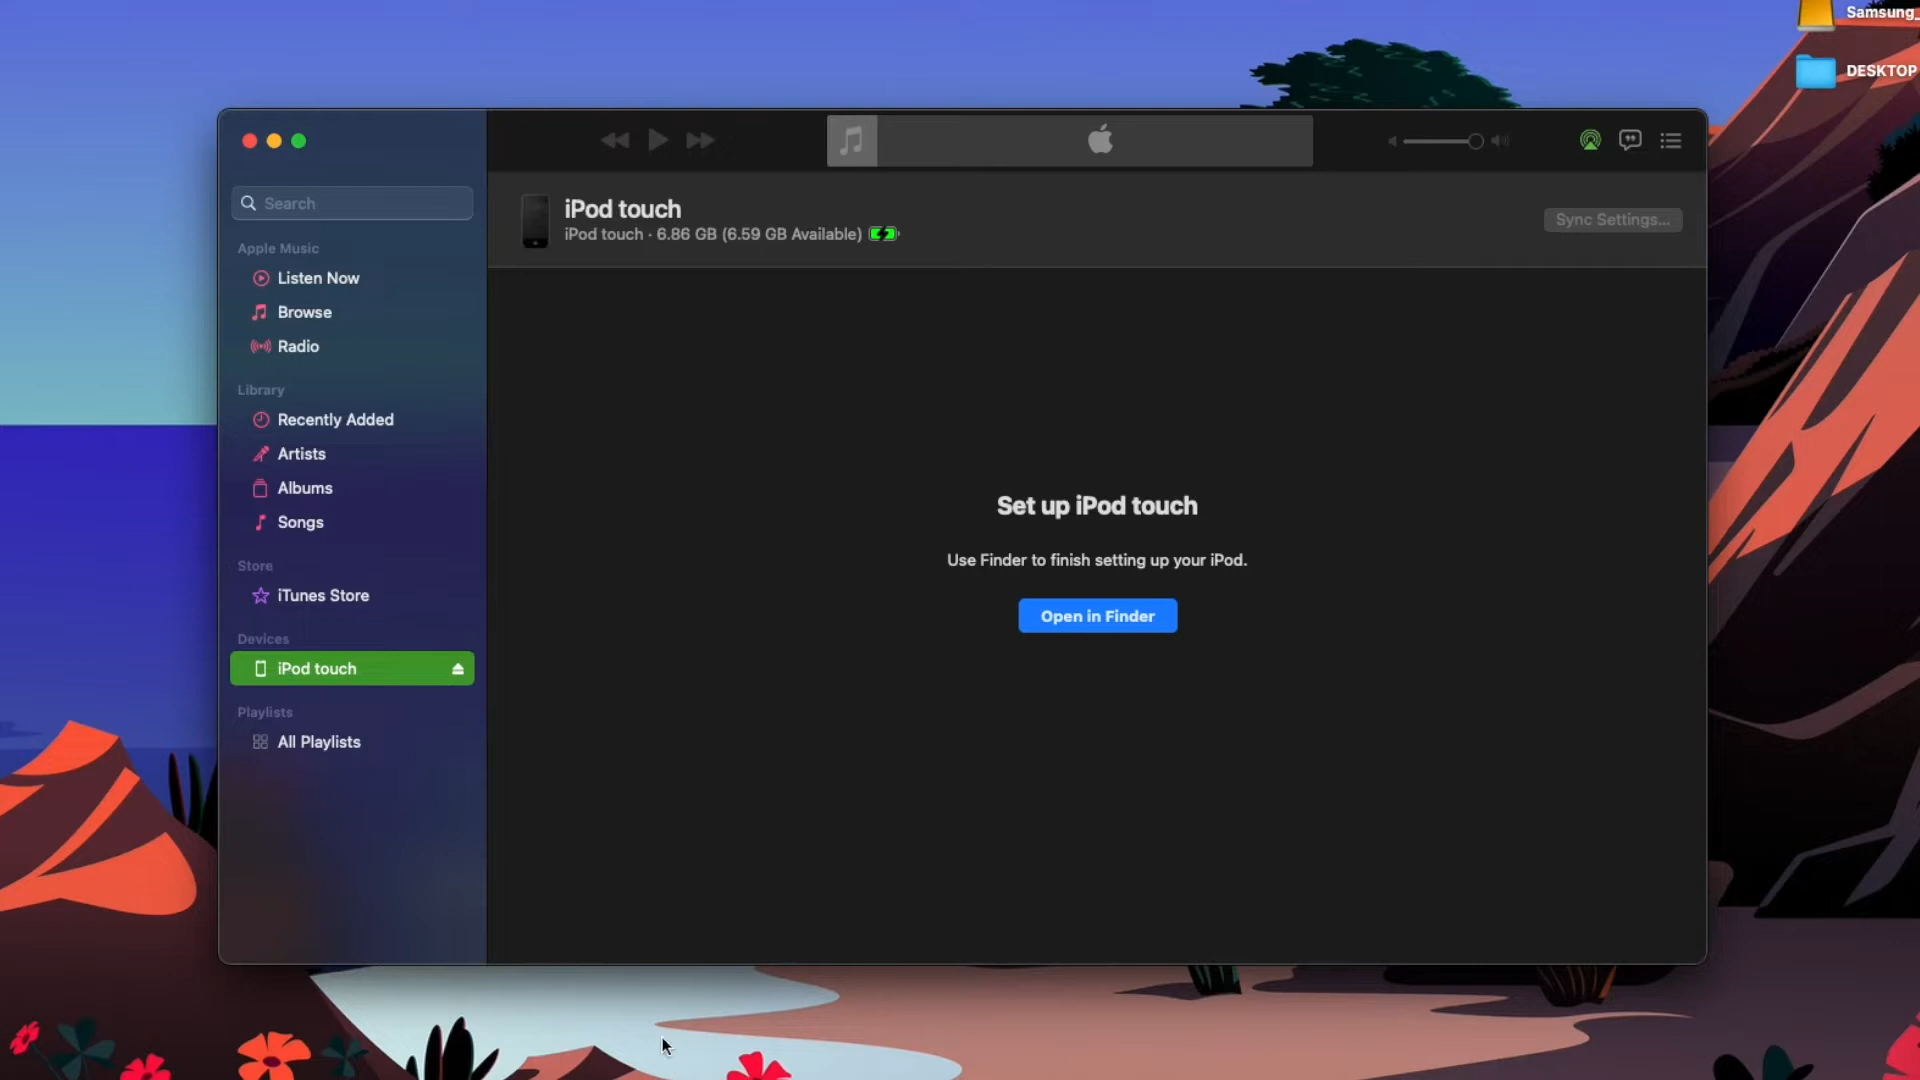 Samsung_
DESKTOP
Search
Apple Music
Listen Now
Browse
Radio
Library
Recently Added
Artists
Albums
Songs
Store
iTunes Store
Devices
iPod touch
Playlists
All Playlists
iPod touch
iPod touch · 6.86 GB (6.59 GB Available)
Sync Settings...
Set up iPod touch
Use Finder to finish setting up your iPod.
Open in Finder